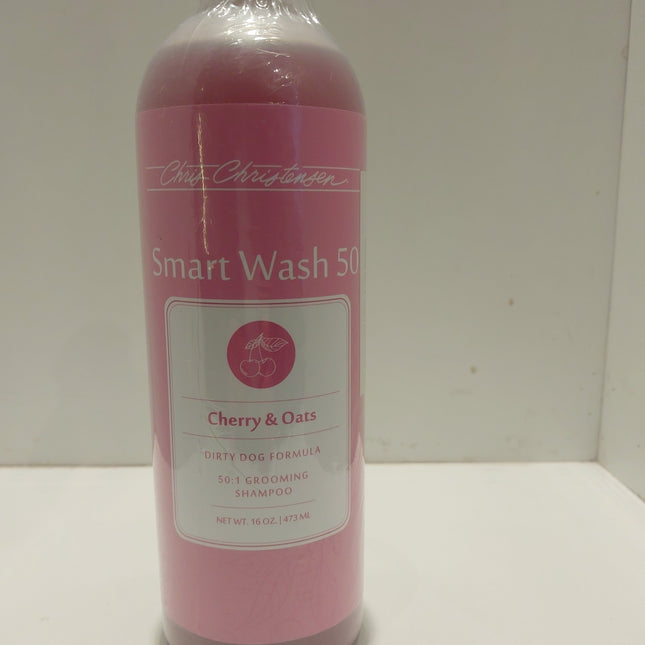 Chris Christensen
Smart Wash 50
Cherry & Oats
DIRTY DOG FORMULA
50:1 GROOMING
SHAMPOO
NET WT. 16 OZ. | 473 ML